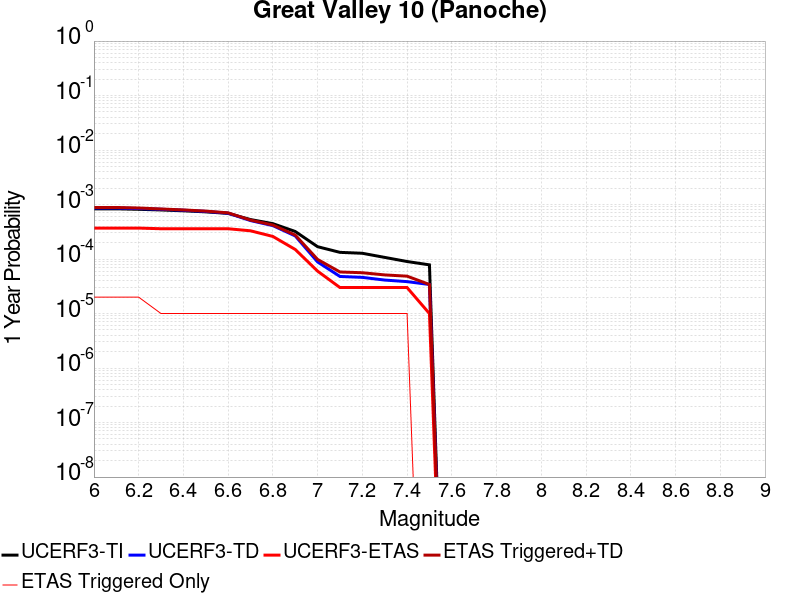 Great Valley 10 (Panoche)
10^0
10^-1
10^-2
10^-3
10^-4
10^-5
10^-6
10^-7
10^-8
1 Year Probability
6 6.2 6.4 6.6 6.8 7 7.2 7.4 7.6 7.8 8 8.2 8.4 8.6 8.8 9
Magnitude
UCERF3-TI UCERF3-TD UCERF3-ETAS ETAS Triggered+TD
ETAS Triggered Only